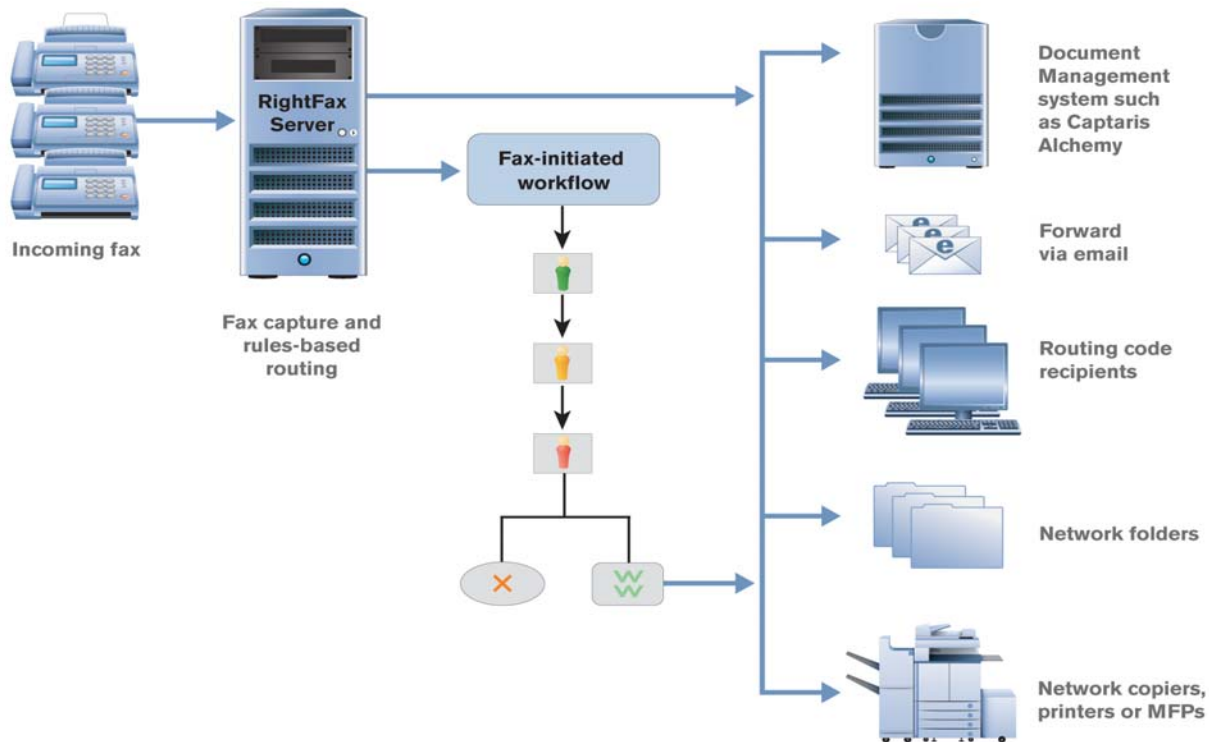 Incoming fax
RightFax
Server
Fax capture and
rules-based
routing
Fax-initiated
workflow
Document
Management
system such
as Captaris
Alchemy
e
e
e
Forward
via email
Routing code
recipients
Network folders
Network copiers,
printers or MFPs